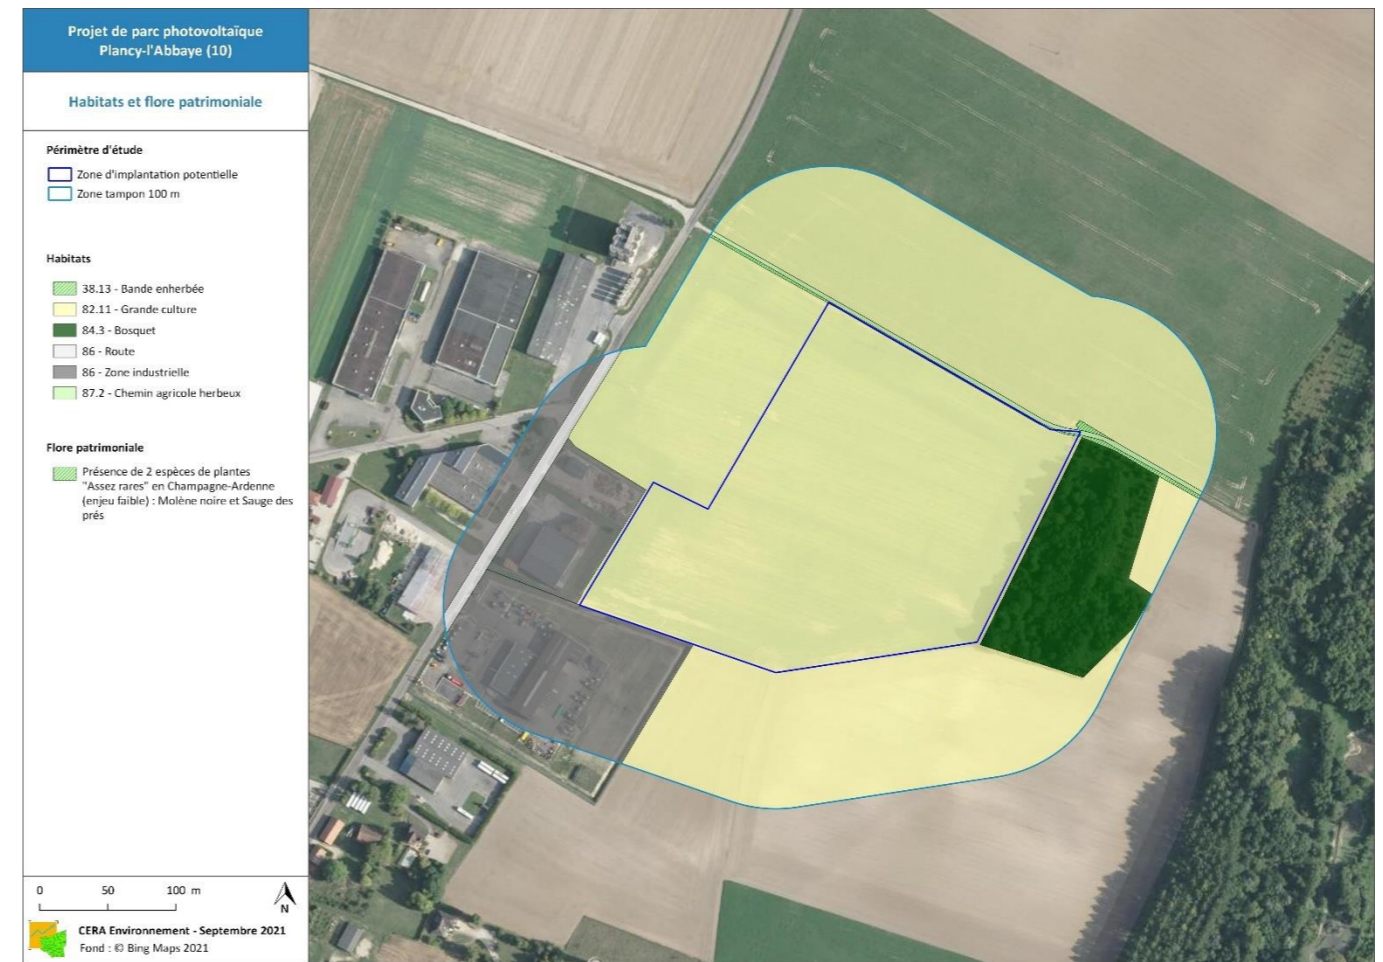 Projet de parc photovoltaïque
Plancy-l'Abbaye (10)
Habitats et flore patrimoniale
Périmètre d'étude
Zone d'implantation potentielle
Zone tampon 100 m
Habitats
38.13 - Bande enherbée
82.11 - Grande culture
84.3 - Bosquet
86 - Route
86 - Zone industrielle
87.2 - Chemin agricole herbeux
Flore patrimoniale
Présence de 2 espèces de plantes
"Assez rares" en Champagne-Ardenne
(enjeu faible) : Molène noire et Sauge des
prés
0 50 100 m
N
CERA Environnement - Septembre 2021
Fond : © Bing Maps 2021